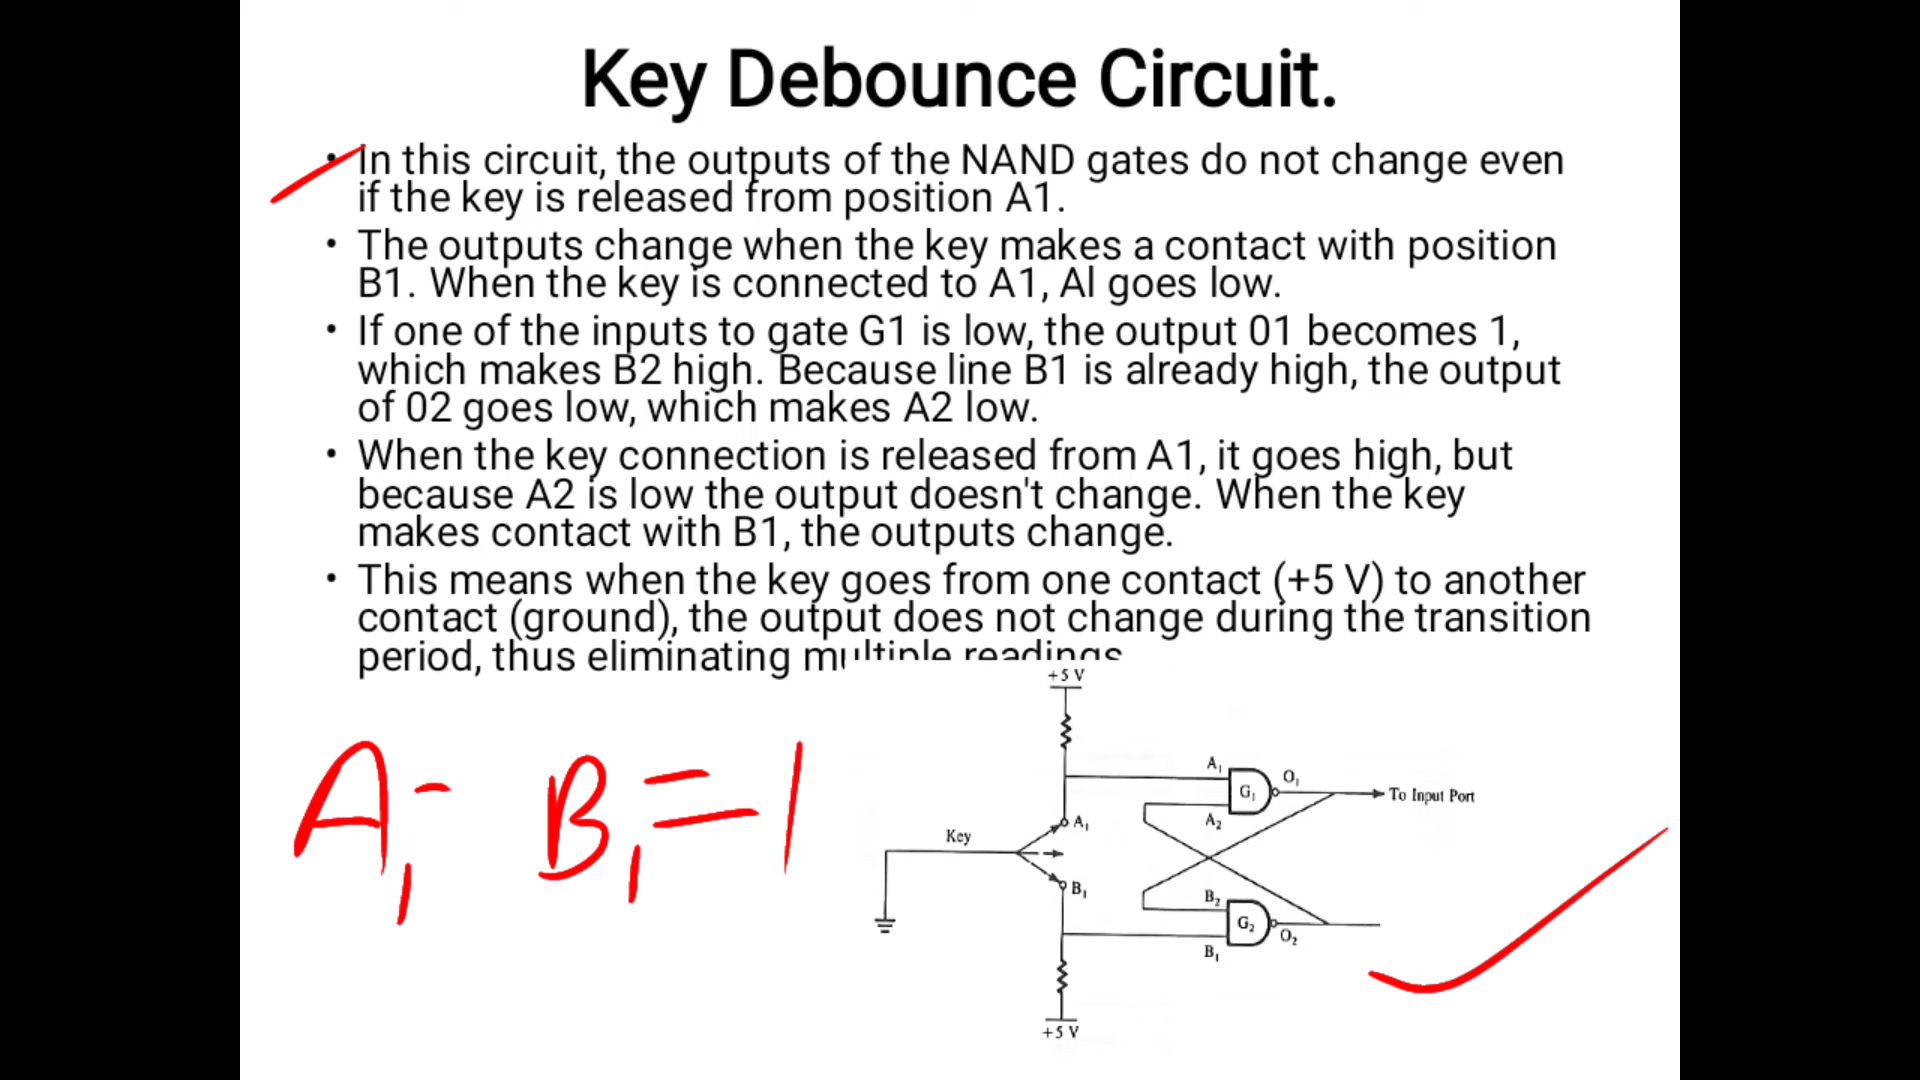 Key Debounce Circuit.
• In this circuit, the outputs of the NAND gates do not change even
if the key is released from position A1.
• The outputs change when the key makes a contact with position
B1. When the key is connected to A1, Al goes low.
• If one of the inputs to gate G1 is low, the output 01 becomes 1,
which makes B2 high. Because line B1 is already high, the output
of 02 goes low, which makes A2 low.
• When the key connection is released from A1, it goes high, but
because A2 is low the output doesn't change. When the key
makes contact with B1, the outputs change.
• This means when the key goes from one contact (+5 V) to another
contact (ground), the output does not change during the transition
period, thus eliminating multiple readings
+5 V
A₁
G₁
O₁
To Input Port
A₂
A₁
Key
B₁
B₂
G₂
O₂
B₁
+5 V
A₁- B₁=1